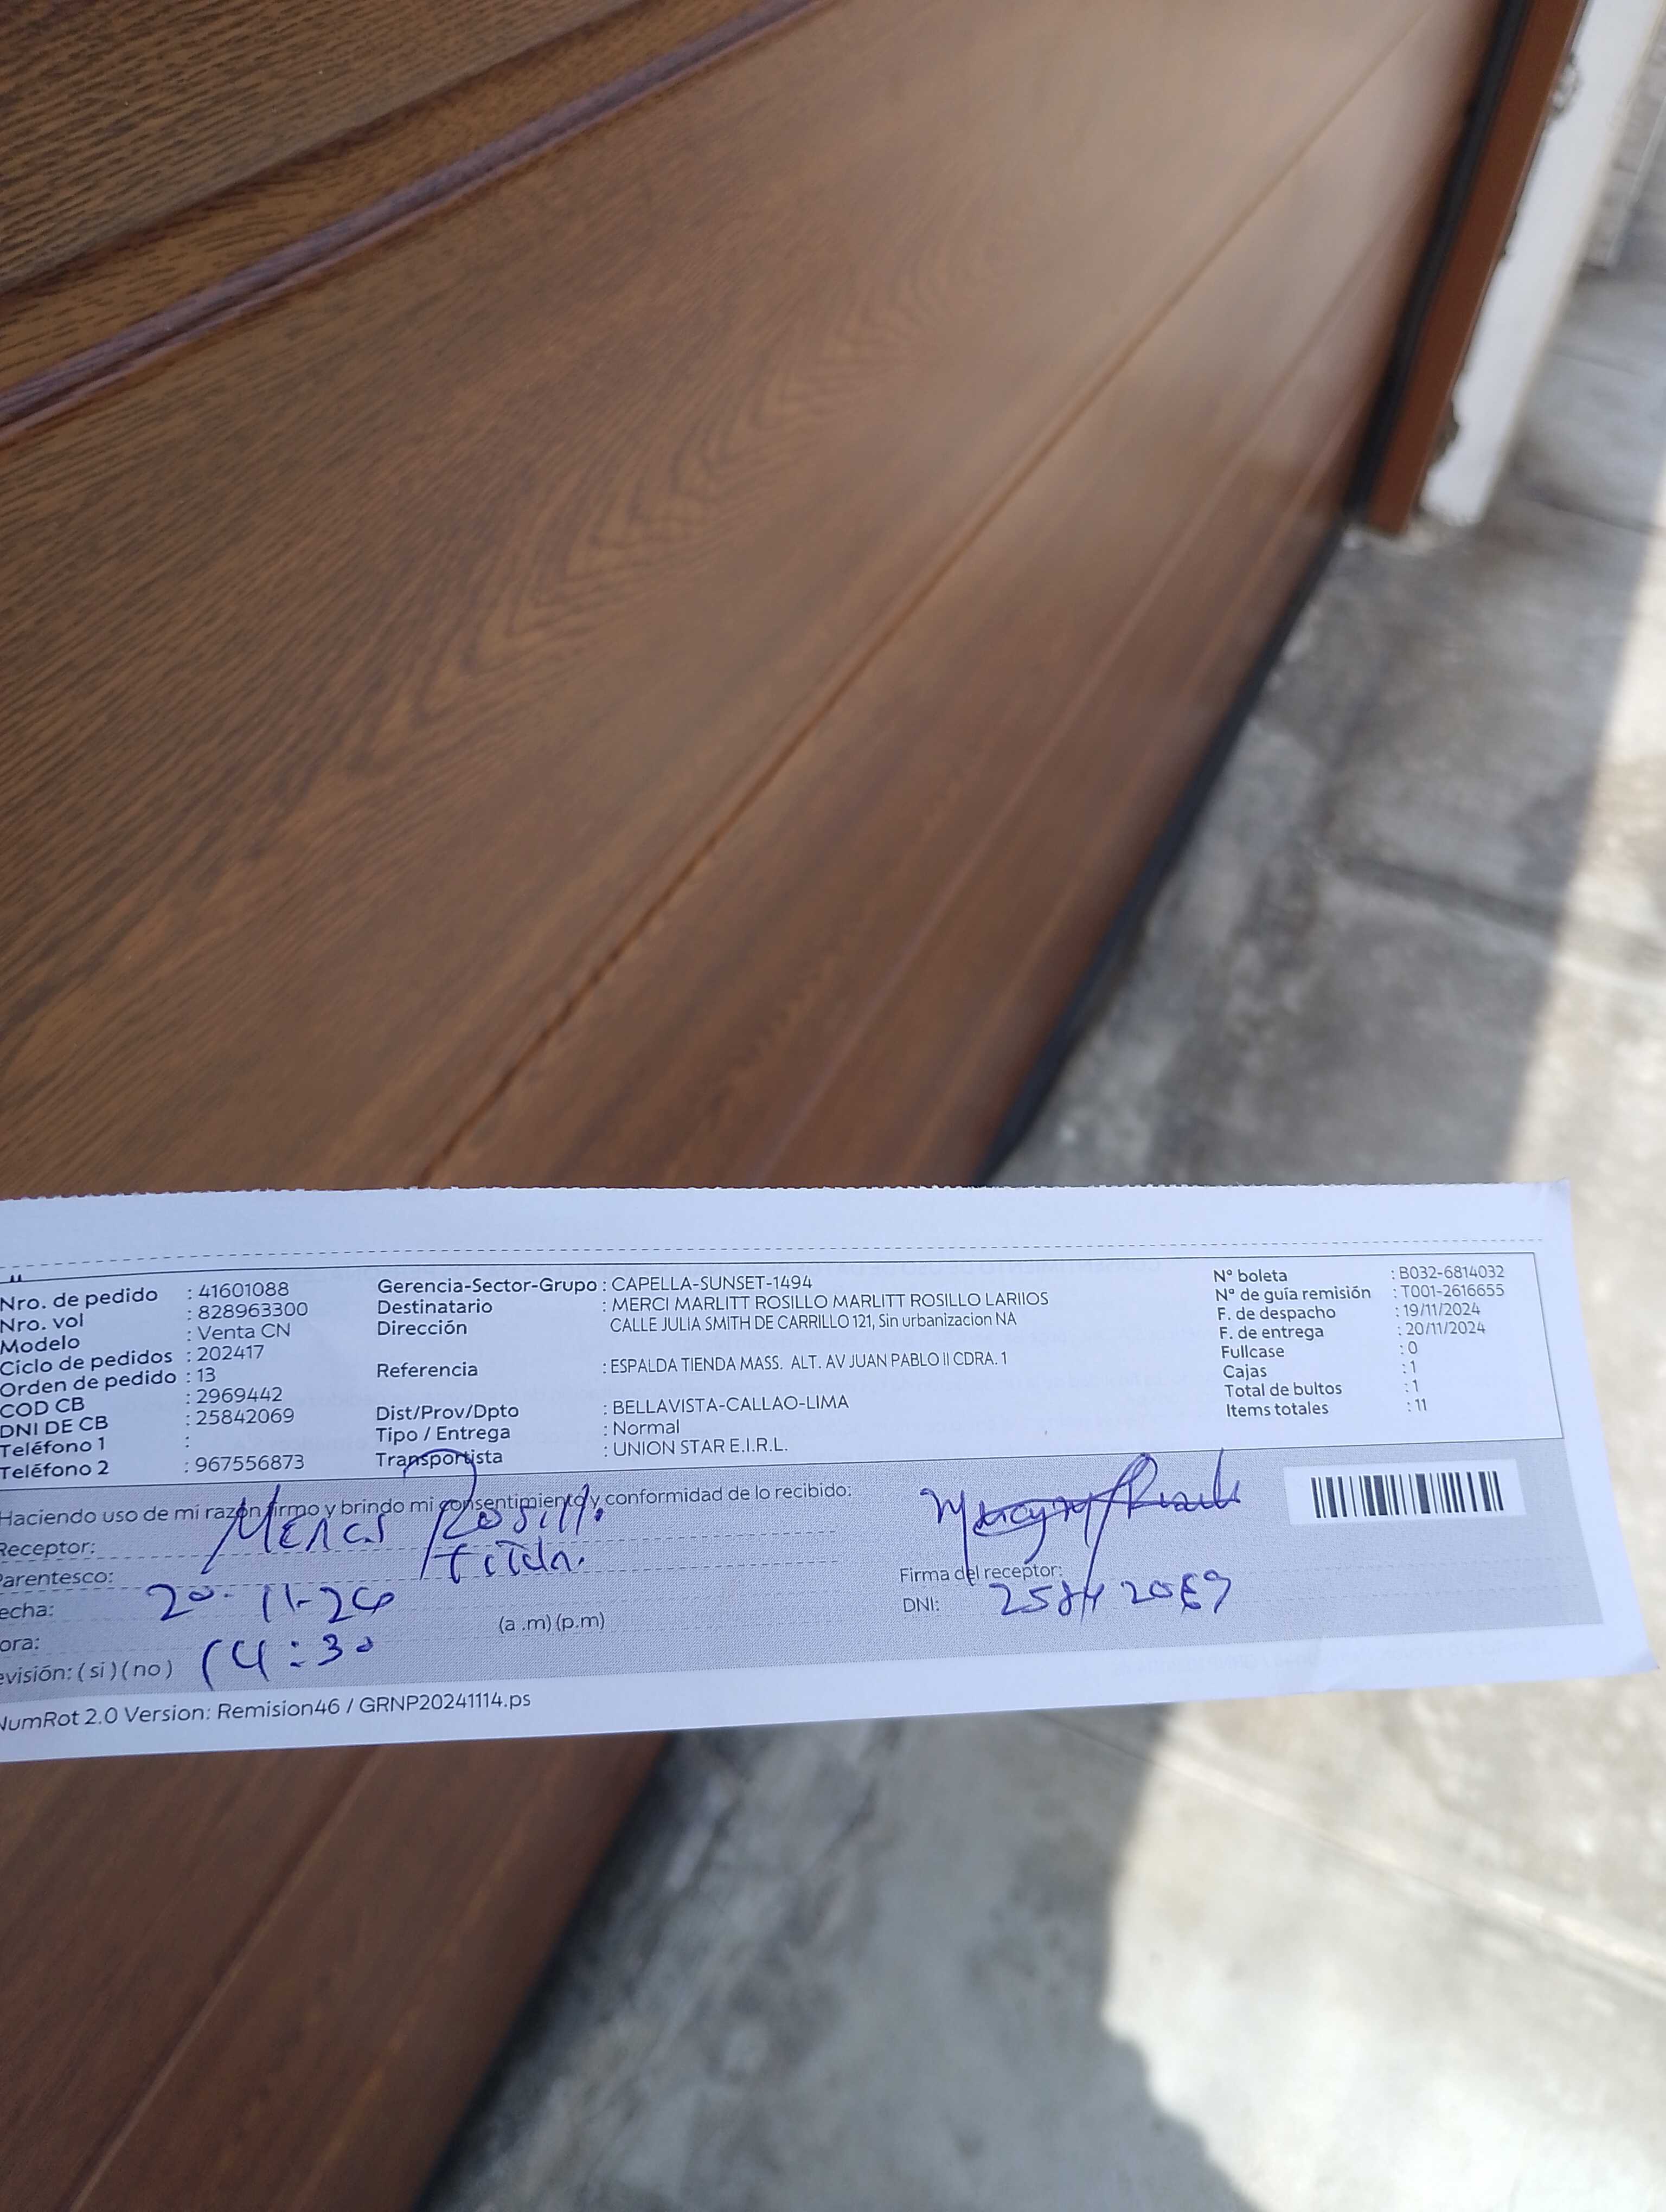 Nro. de pedido : 41601088
Nro. vol : 828963300
Modelo : Venta CN
Ciclo de pedidos : 202417
Orden de pedido : 13
COD CB : 2969442
DNI DE CB : 25842069
Teléfono 1 :
Teléfono 2 : 967556873
Gerencia-Sector-Grupo : CAPELLA-SUNSET-1494
Destinatario : MERCI MARLITT ROSILLO MARLITT ROSILLO LARIIOS
Dirección CALLE JULIA SMITH DE CARRILLO 121, Sin urbanizacion NA
Referencia : ESPALDA TIENDA MASS. ALT. AV JUAN PABLO II CDRA. 1
Dist/Prov/Dpto : BELLAVISTA-CALLAO-LIMA
Tipo / Entrega : Normal
Transportista : UNION STAR E.I.R.L.
Nº boleta : B032-6814032
Nº de guía remisión : T001-2616655
F. de despacho : 19/11/2024
F. de entrega : 20/11/2024
Fullcase : 0
Cajas : 1
Total de bultos : 1
Items totales : 11
Haciendo uso de mi razón firmo y brindo mi consentimiento y conformidad de lo recibido:
Receptor: Rosillo
arentesco:
echa: 20-11-24
ora: 14:30 (a .m) (p.m)
evisión: ( si ) ( no )
Firma del receptor:
DNI: 25842069
NumRot 2.0 Version: Remision46 / GRNP20241114.ps